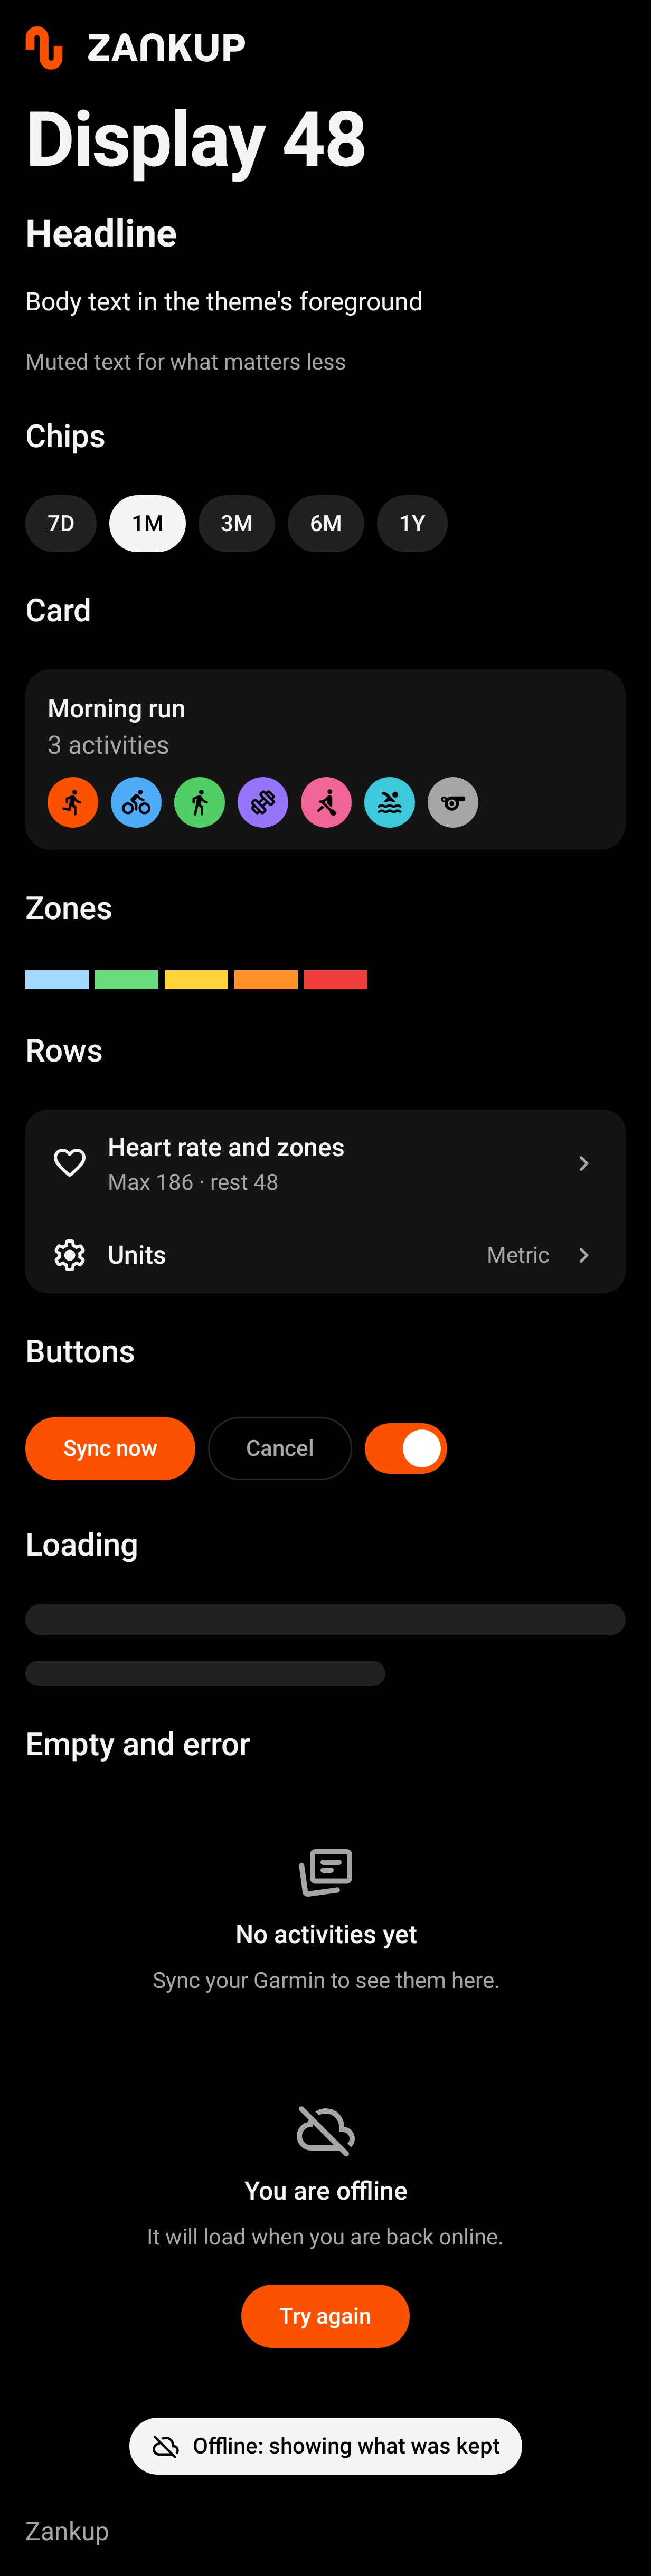 ZANKUP
Display 48
Headline
Body text in the theme's foreground
Muted text for what matters less
Chips
7D 1M 3M 6M 1Y
Card
Morning run
3 activities
Zones
Rows
Heart rate and zones
Max 186 · rest 48
Units Metric
Buttons
Sync now Cancel
Loading
Empty and error
No activities yet
Sync your Garmin to see them here.
You are offline
It will load when you are back online.
Try again
Offline: showing what was kept
Zankup